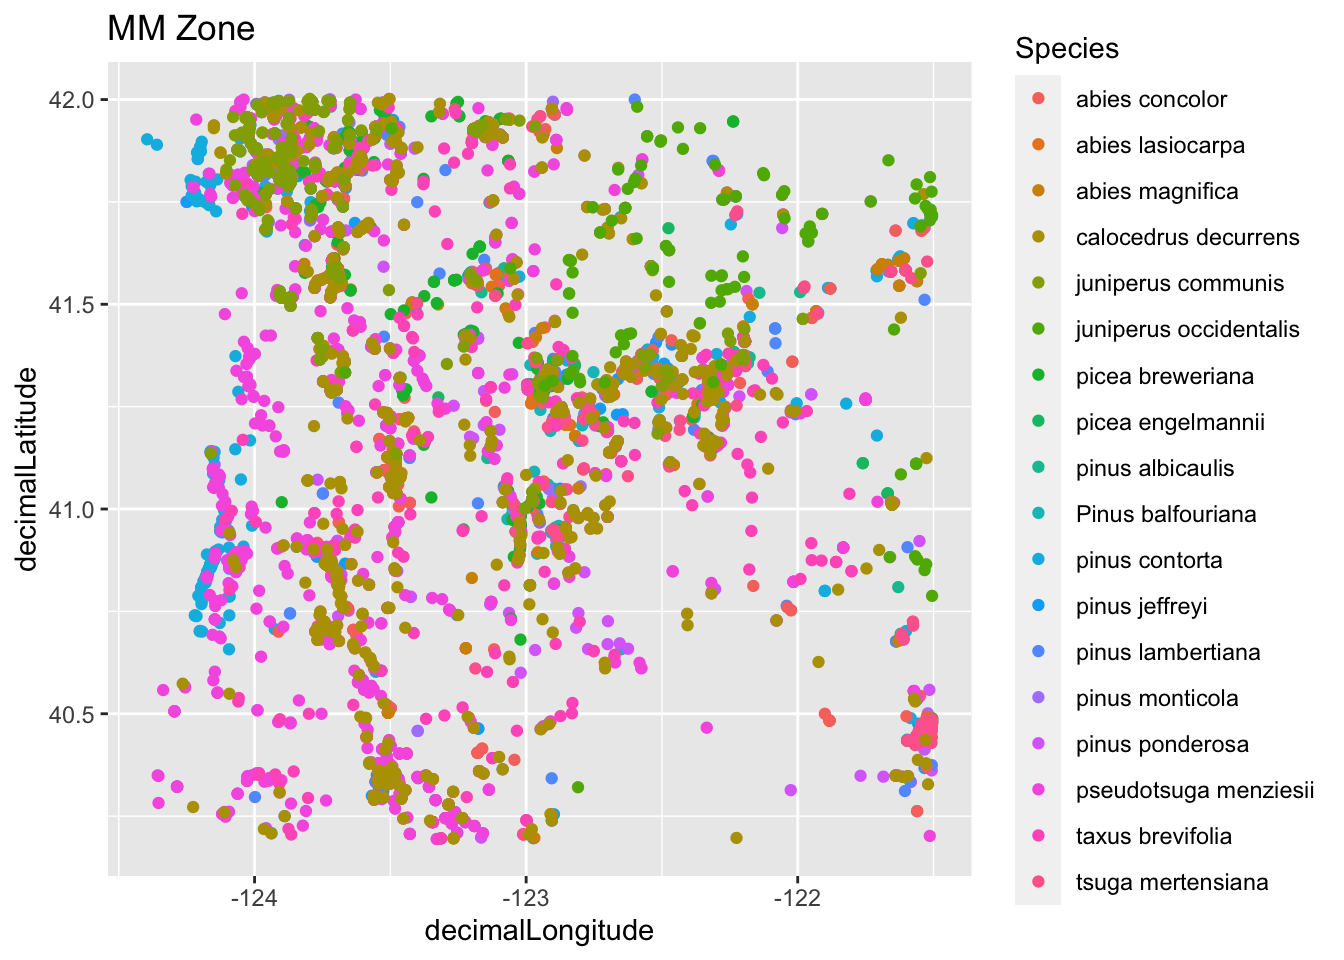 MM Zone
decimalLatitude
42.0
41.5
41.0
40.5
-124
-123
-122
decimalLongitude
Species
abies concolor
abies lasiocarpa
abies magnifica
calocedrus decurrens
juniperus communis
juniperus occidentalis
picea breweriana
picea engelmannii
pinus albicaulis
Pinus balfouriana
pinus contorta
pinus jeffreyi
pinus lambertiana
pinus monticola
pinus ponderosa
pseudotsuga menziesii
taxus brevifolia
tsuga mertensiana